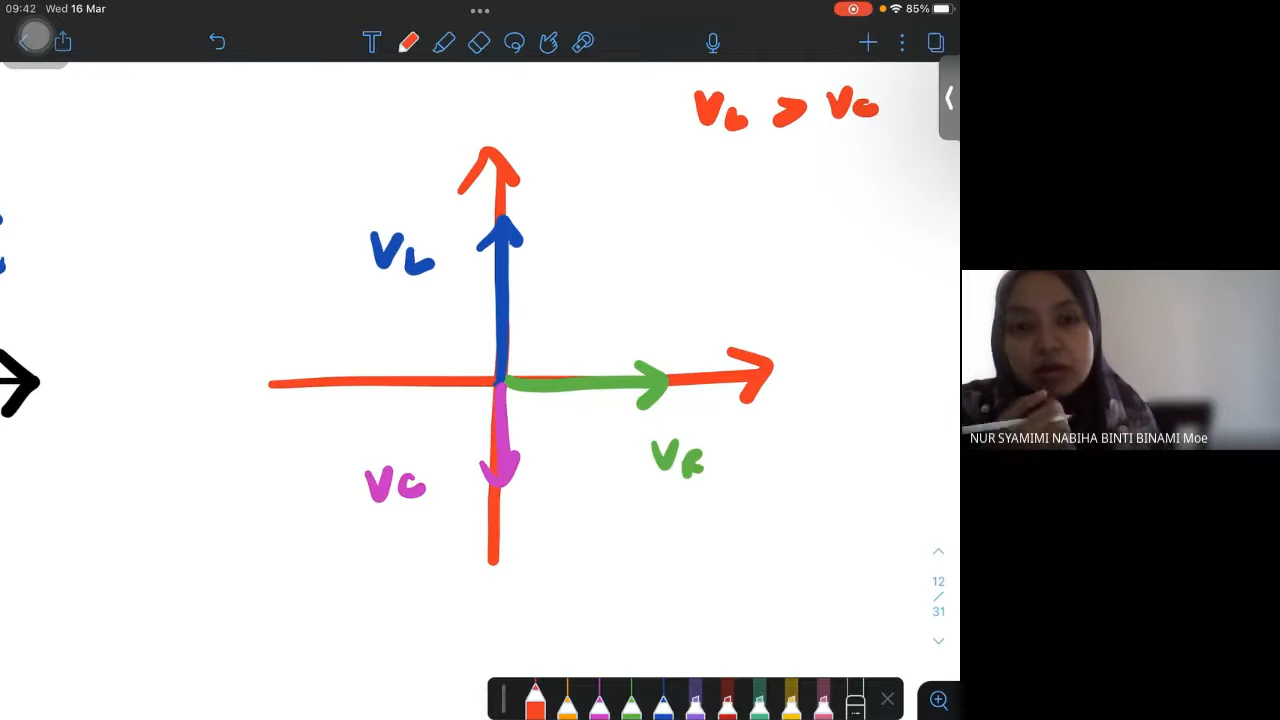 09:42 Wed 16 Mar
85%
T
VL > VC
VL
VR
VC
12
/
31
NUR SYAMIMI NABIHA BINTI BINAMI Moe